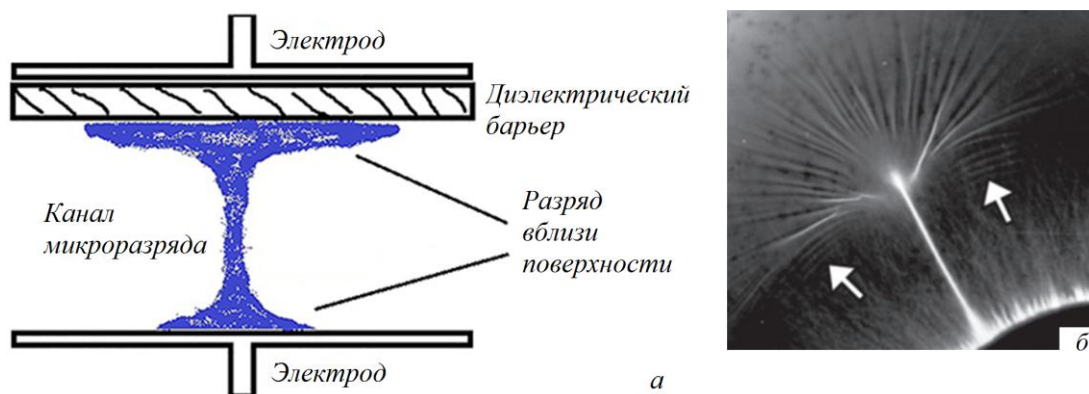 Электрод
Диэлектрический
барьер
Канал
микроразряда
Разряд
вблизи
поверхности
Электрод
а
б